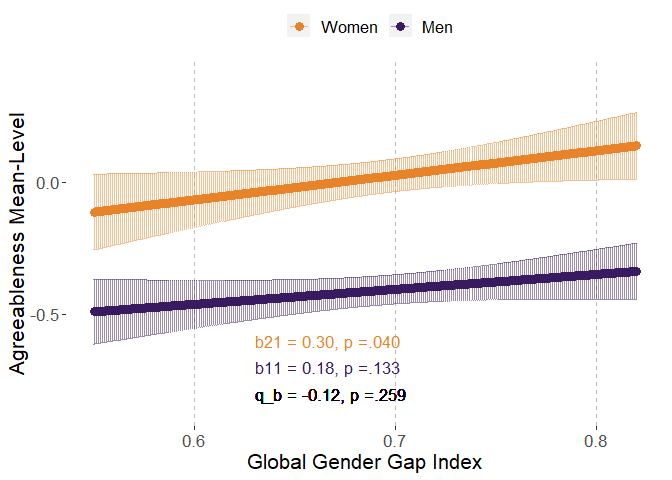 Women Men
Agreeableness Mean-Level
0.0
-0.5
b21 = 0.30, p =.040
b11 = 0.18, p =.133
q_b = -0.12, p =.259
0.6 0.7 0.8
Global Gender Gap Index